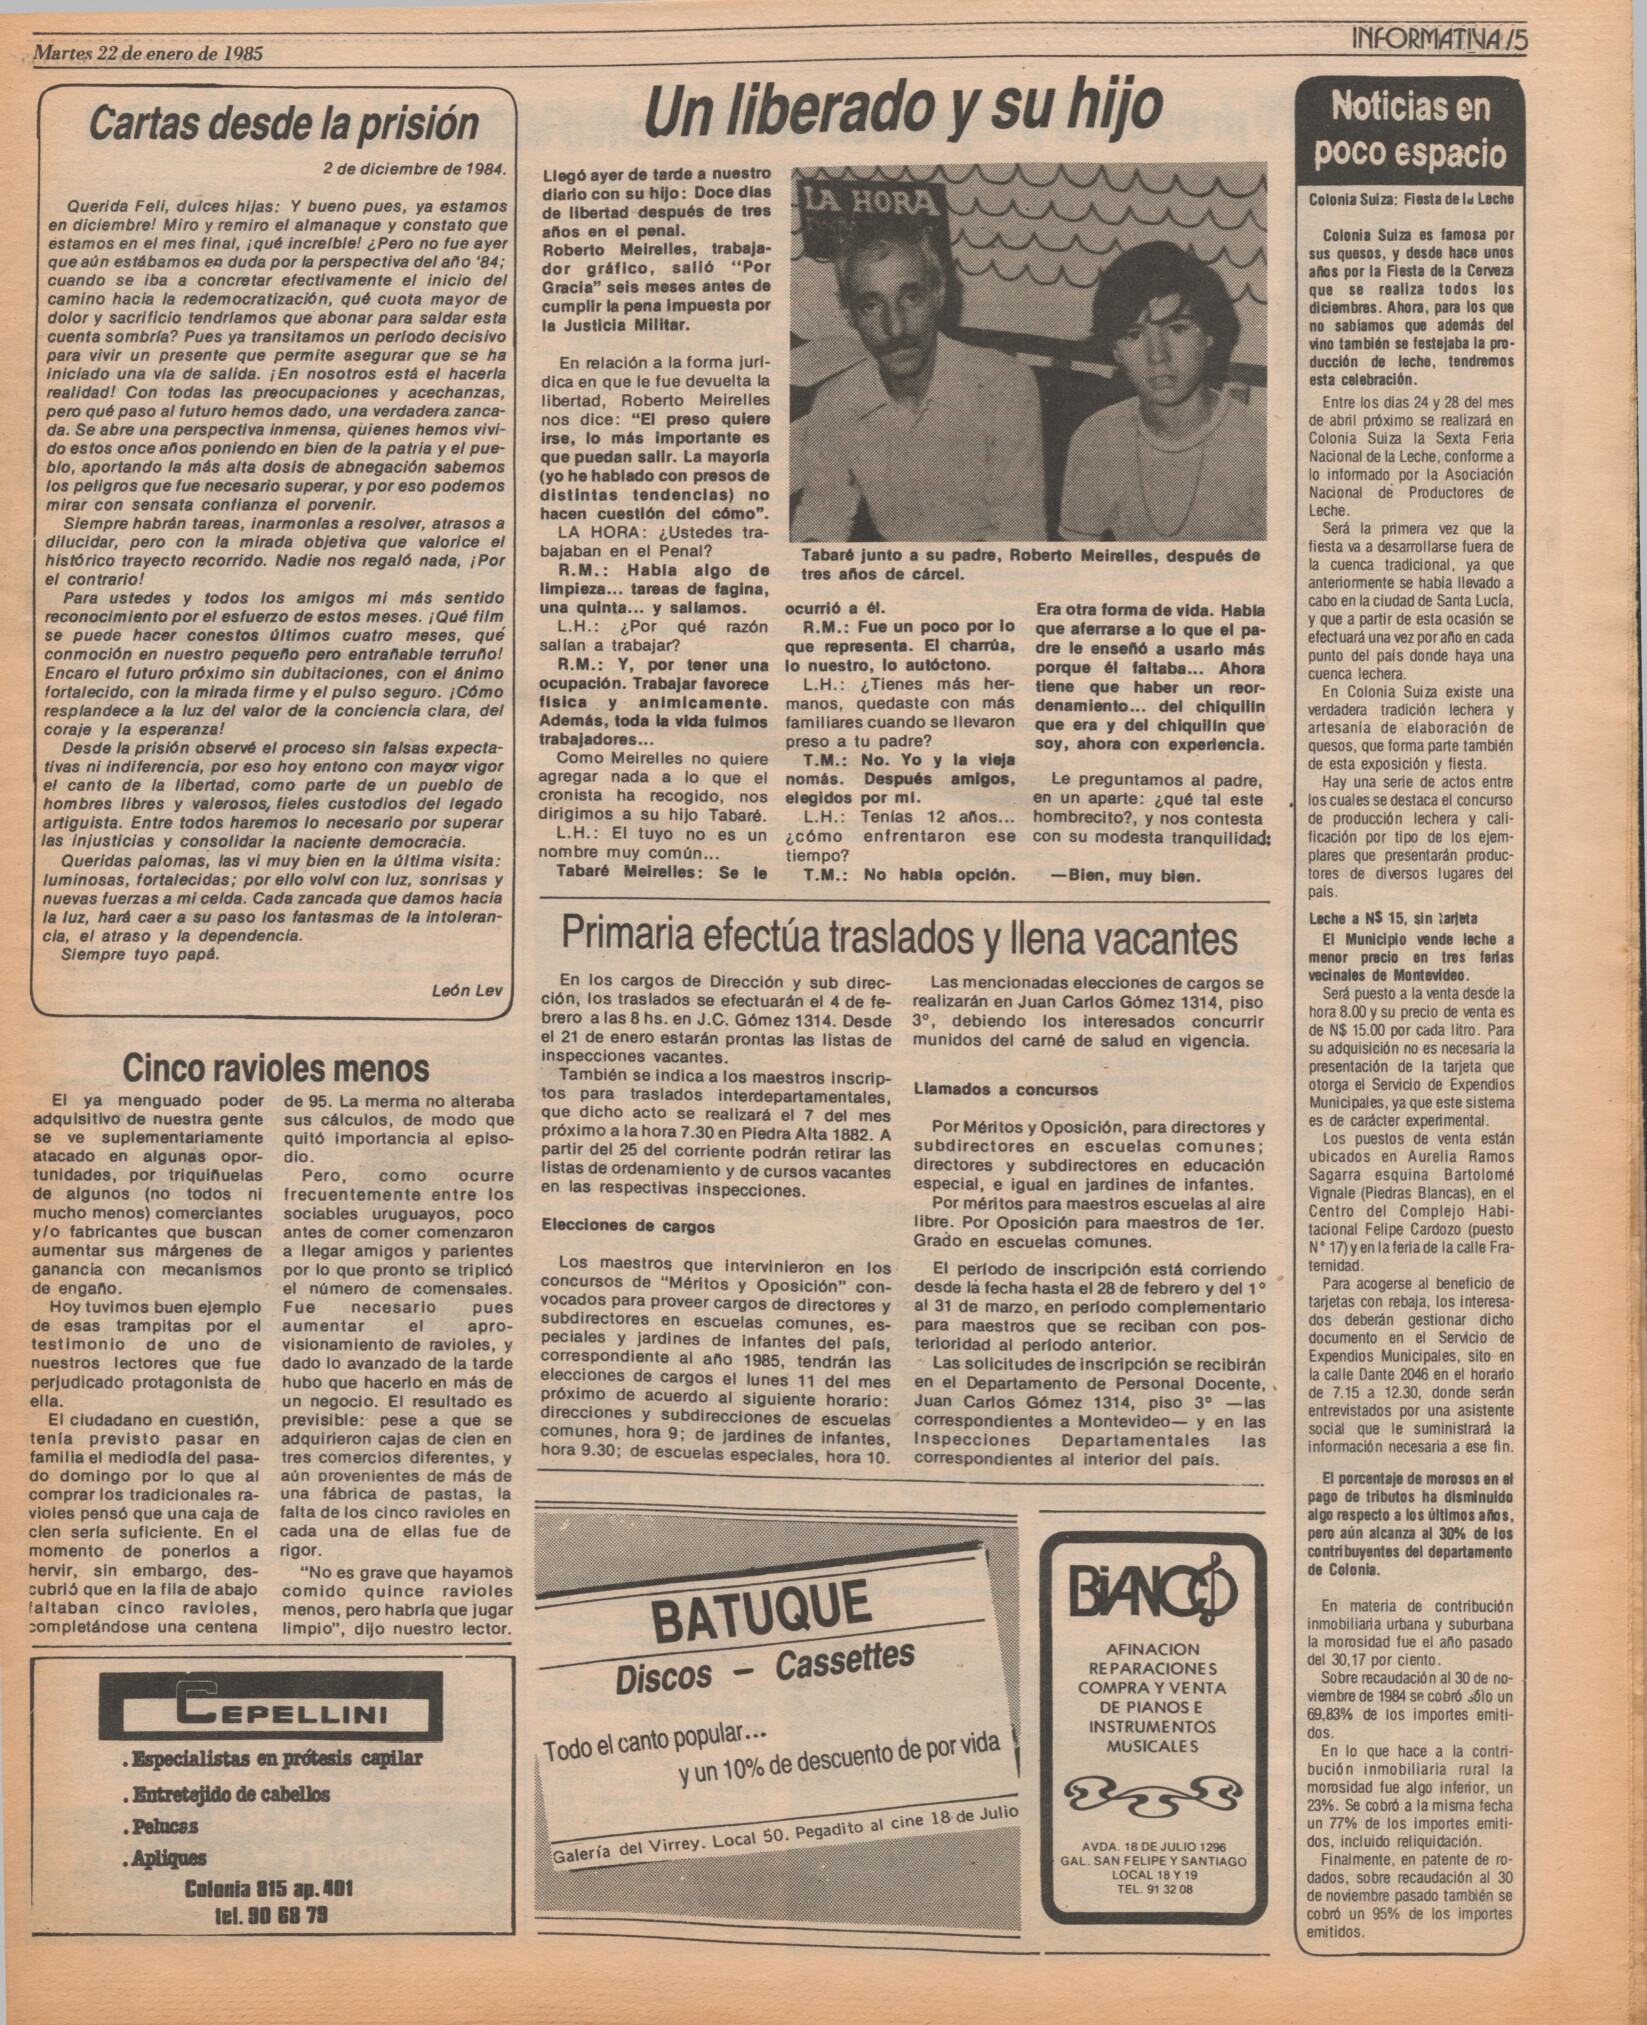 Martes 22 de enero de 1985
INFORMATIVA/5
Cartas desde la prisión
2 de diciembre de 1984.
Querida Feli, dulces hijas: Y bueno pues, ya estamos
en diciembre! Miro y remiro el almanaque y constato que
estamos en el mes final, ¡qué increíble! ¿Pero no fue ayer
que aún estábamos en duda por la perspectiva del año '84;
cuando se iba a concretar efectivamente el inicio del
camino hacia la redemocratización, qué cuota mayor de
dolor y sacrificio tendríamos que abonar para saldar esta
cuenta sombría? Pues ya transitamos un período decisivo
para vivir un presente que permite asegurar que se ha
iniciado una vía de salida. ¡En nosotros está el hacerla
realidad! Con todas las preocupaciones y acechanzas,
pero qué paso al futuro hemos dado, una verdadera zanca-
da. Se abre una perspectiva inmensa, quienes hemos vivi-
do estos once años poniendo en bien de la patria y el pue-
blo, aportando la más alta dosis de abnegación sabemos
los peligros que fue necesario superar, y por eso podemos
mirar con sensata confianza el porvenir.
Siempre habrán tareas, inarmonías a resolver, atrasos a
dilucidar, pero con la mirada objetiva que valorice el
histórico trayecto recorrido. Nadie nos regaló nada, ¡Por
el contrario!
Para ustedes y todos los amigos mi más sentido
reconocimiento por el esfuerzo de estos meses. ¡Qué film
se puede hacer conestos últimos cuatro meses, qué
conmoción en nuestro pequeño pero entrañable terruño!
Encaro el futuro próximo sin dubitaciones, con el ánimo
fortalecido, con la mirada firme y el pulso seguro. ¡Cómo
resplandece a la luz del valor de la conciencia clara, del
coraje y la esperanza!
Desde la prisión observé el proceso sin falsas expecta-
tivas ni indiferencia, por eso hoy entono con mayor vigor
el canto de la libertad, como parte de un pueblo de
hombres libres y valerosos, fieles custodios del legado
artiguista. Entre todos haremos lo necesario por superar
las injusticias y consolidar la naciente democracia.
Queridas palomas, las vi muy bien en la última visita:
luminosas, fortalecidas; por ello volví con luz, sonrisas y
nuevas fuerzas a mi celda. Cada zancada que damos hacia
la luz, hará caer a su paso los fantasmas de la intoleran-
cia, el atraso y la dependencia.
Siempre tuyo papá.
León Lev
Cinco ravioles menos
El ya menguado poder
adquisitivo de nuestra gente
se ve suplementariamente
atacado en algunas opor-
tunidades, por triquiñuelas
de algunos (no todos ni
mucho menos) comerciantes
y/o fabricantes que buscan
aumentar sus márgenes de
ganancia con mecanismos
de engaño.
Hoy tuvimos buen ejemplo
de esas trampitas por el
testimonio de uno de
nuestros lectores que fue
perjudicado protagonista de
ella.
El ciudadano en cuestión,
tenía previsto pasar en
familia el mediodía del pasa-
do domingo por lo que al
comprar los tradicionales ra-
violes pensó que una caja de
cien sería suficiente. En el
momento de ponerlos a
hervir, sin embargo, des-
cubrió que en la fila de abajo
faltaban cinco ravioles,
completándose una centena
de 95. La merma no alteraba
sus cálculos, de modo que
quitó importancia al episo-
dio.
Pero, como ocurre
frecuentemente entre los
sociables uruguayos, poco
antes de comer comenzaron
a llegar amigos y parientes
por lo que pronto se triplicó
el número de comensales.
Fue necesario pues
aumentar el apro-
visionamiento de ravioles, y
dado lo avanzado de la tarde
hubo que hacerlo en más de
un negocio. El resultado es
previsible: pese a que se
adquirieron cajas de cien en
tres comercios diferentes, y
aún provenientes de más de
una fábrica de pastas, la
falta de los cinco ravioles en
cada una de ellas fue de
rigor.
"No es grave que hayamos
comido quince ravioles
menos, pero habría que jugar
limpio", dijo nuestro lector.
CEPELLINI
. Especialistas en prótesis capilar
. Entretejido de cabellos
. Pelucas
. Apliques
Colonia 815 ap. 401
tel. 90 68 79
Un liberado y su hijo
Llegó ayer de tarde a nuestro
diario con su hijo: Doce días
de libertad después de tres
años en el penal.
Roberto Meirelles, trabaja-
dor gráfico, salió "Por
Gracia" seis meses antes de
cumplir la pena impuesta por
la Justicia Militar.
En relación a la forma jurí-
dica en que le fue devuelta la
libertad, Roberto Meirelles
nos dice: "El preso quiere
irse, lo más importante es
que puedan salir. La mayoría
(yo he hablado con presos de
distintas tendencias) no
hacen cuestión del cómo".
LA HORA: ¿Ustedes tra-
bajaban en el Penal?
R.M.: Había algo de
limpieza... tareas de fagina,
una quinta... y salíamos.
L.H.: ¿Por qué razón
salían a trabajar?
R.M.: Y, por tener una
ocupación. Trabajar favorece
física y anímicamente.
Además, toda la vida fuimos
trabajadores...
Como Meirelles no quiere
agregar nada a lo que el
cronista ha recogido, nos
dirigimos a su hijo Tabaré.
L.H.: El tuyo no es un
nombre muy común...
Tabaré Meirelles: Se le
LA HORA
Tabaré junto a su padre, Roberto Meirelles, después de
tres años de cárcel.
ocurrió a él.
R.M.: Fue un poco por lo
que representa. El charrúa,
lo nuestro, lo autóctono.
L.H.: ¿Tienes más her-
manos, quedaste con más
familiares cuando se llevaron
preso a tu padre?
T.M.: No. Yo y la vieja
nomás. Después amigos,
elegidos por mí.
L.H.: Tenías 12 años...
¿cómo enfrentaron ese
tiempo?
T.M.: No había opción.
Era otra forma de vida. Había
que aferrarse a lo que el pa-
dre le enseñó a usarlo más
porque él faltaba... Ahora
tiene que haber un reor-
denamiento... del chiquilín
que era y del chiquilín que
soy, ahora con experiencia.
Le preguntamos al padre,
en un aparte: ¿qué tal este
hombrecito?, y nos contesta
con su modesta tranquilidad:
—Bien, muy bien.
Primaria efectúa traslados y llena vacantes
En los cargos de Dirección y sub direc-
ción, los traslados se efectuarán el 4 de fe-
brero a las 8 hs. en J.C. Gómez 1314. Desde
el 21 de enero estarán prontas las listas de
inspecciones vacantes.
También se indica a los maestros inscrip-
tos para traslados interdepartamentales,
que dicho acto se realizará el 7 del mes
próximo a la hora 7.30 en Piedra Alta 1882. A
partir del 25 del corriente podrán retirar las
listas de ordenamiento y de cursos vacantes
en las respectivas inspecciones.
Elecciones de cargos
Los maestros que intervinieron en los
concursos de "Méritos y Oposición" con-
vocados para proveer cargos de directores y
subdirectores en escuelas comunes, es-
peciales y jardines de infantes del país,
correspondiente al año 1985, tendrán las
elecciones de cargos el lunes 11 del mes
próximo de acuerdo al siguiente horario:
direcciones y subdirecciones de escuelas
comunes, hora 9; de jardines de infantes,
hora 9.30; de escuelas especiales, hora 10.
Las mencionadas elecciones de cargos se
realizarán en Juan Carlos Gómez 1314, piso
3º, debiendo los interesados concurrir
munidos del carné de salud en vigencia.
Llamados a concursos
Por Méritos y Oposición, para directores y
subdirectores en escuelas comunes;
directores y subdirectores en educación
especial, e igual en jardines de infantes.
Por méritos para maestros escuelas al aire
libre. Por Oposición para maestros de 1er.
Grado en escuelas comunes.
El período de inscripción está corriendo
desde la fecha hasta el 28 de febrero y del 1º
al 31 de marzo, en período complementario
para maestros que se reciban con pos-
terioridad al período anterior.
Las solicitudes de inscripción se recibirán
en el Departamento de Personal Docente,
Juan Carlos Gómez 1314, piso 3º —las
correspondientes a Montevideo— y en las
Inspecciones Departamentales las
correspondientes al interior del país.
BATUQUE
Discos – Cassettes
Todo el canto popular...
y un 10% de descuento de por vida
Galería del Virrey. Local 50. Pegadito al cine 18 de Julio
BIANCO
AFINACION
REPARACIONES
COMPRA Y VENTA
DE PIANOS E
INSTRUMENTOS
MUSICALES
AVDA. 18 DE JULIO 1296
GAL. SAN FELIPE Y SANTIAGO
LOCAL 18 Y 19
TEL. 91 32 08
Noticias en
poco espacio
Colonia Suiza: Fiesta de la Leche
Colonia Suiza es famosa por
sus quesos, y desde hace unos
años por la Fiesta de la Cerveza
que se realiza todos los
diciembres. Ahora, para los que
no sabíamos que además del
vino también se festejaba la pro-
ducción de leche, tendremos
esta celebración.
Entre los días 24 y 28 del mes
de abril próximo se realizará en
Colonia Suiza la Sexta Feria
Nacional de la Leche, conforme a
lo informado por la Asociación
Nacional de Productores de
Leche.
Será la primera vez que la
fiesta va a desarrollarse fuera de
la cuenca tradicional, ya que
anteriormente se había llevado a
cabo en la ciudad de Santa Lucía,
y que a partir de esta ocasión se
efectuará una vez por año en cada
punto del país donde haya una
cuenca lechera.
En Colonia Suiza existe una
verdadera tradición lechera y
artesanía de elaboración de
quesos, que forma parte también
de esta exposición y fiesta.
Hay una serie de actos entre
los cuales se destaca el concurso
de producción lechera y cali-
ficación por tipo de los ejem-
plares que presentarán produc-
tores de diversos lugares del
país.
Leche a N$ 15, sin tarjeta
El Municipio vende leche a
menor precio en tres ferias
vecinales de Montevideo.
Será puesto a la venta desde la
hora 8.00 y su precio de venta es
de N$ 15.00 por cada litro. Para
su adquisición no es necesaria la
presentación de la tarjeta que
otorga el Servicio de Expendios
Municipales, ya que este sistema
es de carácter experimental.
Los puestos de venta están
ubicados en Aurelia Ramos
Sagarra esquina Bartolomé
Vignale (Piedras Blancas), en el
Centro del Complejo Habi-
tacional Felipe Cardozo (puesto
N° 17) y en la feria de la calle Fra-
ternidad.
Para acogerse al beneficio de
tarjetas con rebaja, los interesa-
dos deberán gestionar dicho
documento en el Servicio de
Expendios Municipales, sito en
la calle Dante 2046 en el horario
de 7.15 a 12.30, donde serán
entrevistados por una asistente
social que le suministrará la
información necesaria a ese fin.
El porcentaje de morosos en el
pago de tributos ha disminuido
algo respecto a los últimos años,
pero aún alcanza al 30% de los
contribuyentes del departamento
de Colonia.
En materia de contribución
inmobiliaria urbana y suburbana
la morosidad fue el año pasado
del 30,17 por ciento.
Sobre recaudación al 30 de no-
viembre de 1984 se cobró sólo un
69,83% de los importes emiti-
dos.
En lo que hace a la contri-
bución inmobiliaria rural la
morosidad fue algo inferior, un
23%. Se cobró a la misma fecha
un 77% de los importes emiti-
dos, incluido reliquidación.
Finalmente, en patente de ro-
dados, sobre recaudación al 30
de noviembre pasado también se
cobró un 95% de los importes
emitidos.